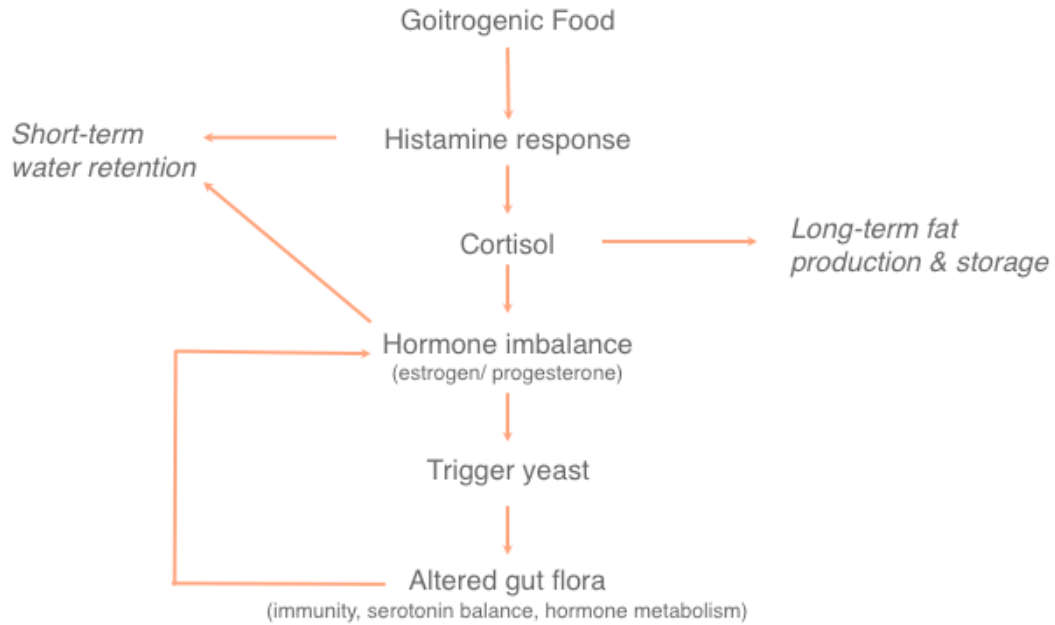 Goitrogenic Food
Short-term
water retention
Histamine response
Cortisol
Long-term fat
production & storage
Hormone imbalance
(estrogen/ progesterone)
Trigger yeast
Altered gut flora
(immunity, serotonin balance, hormone metabolism)